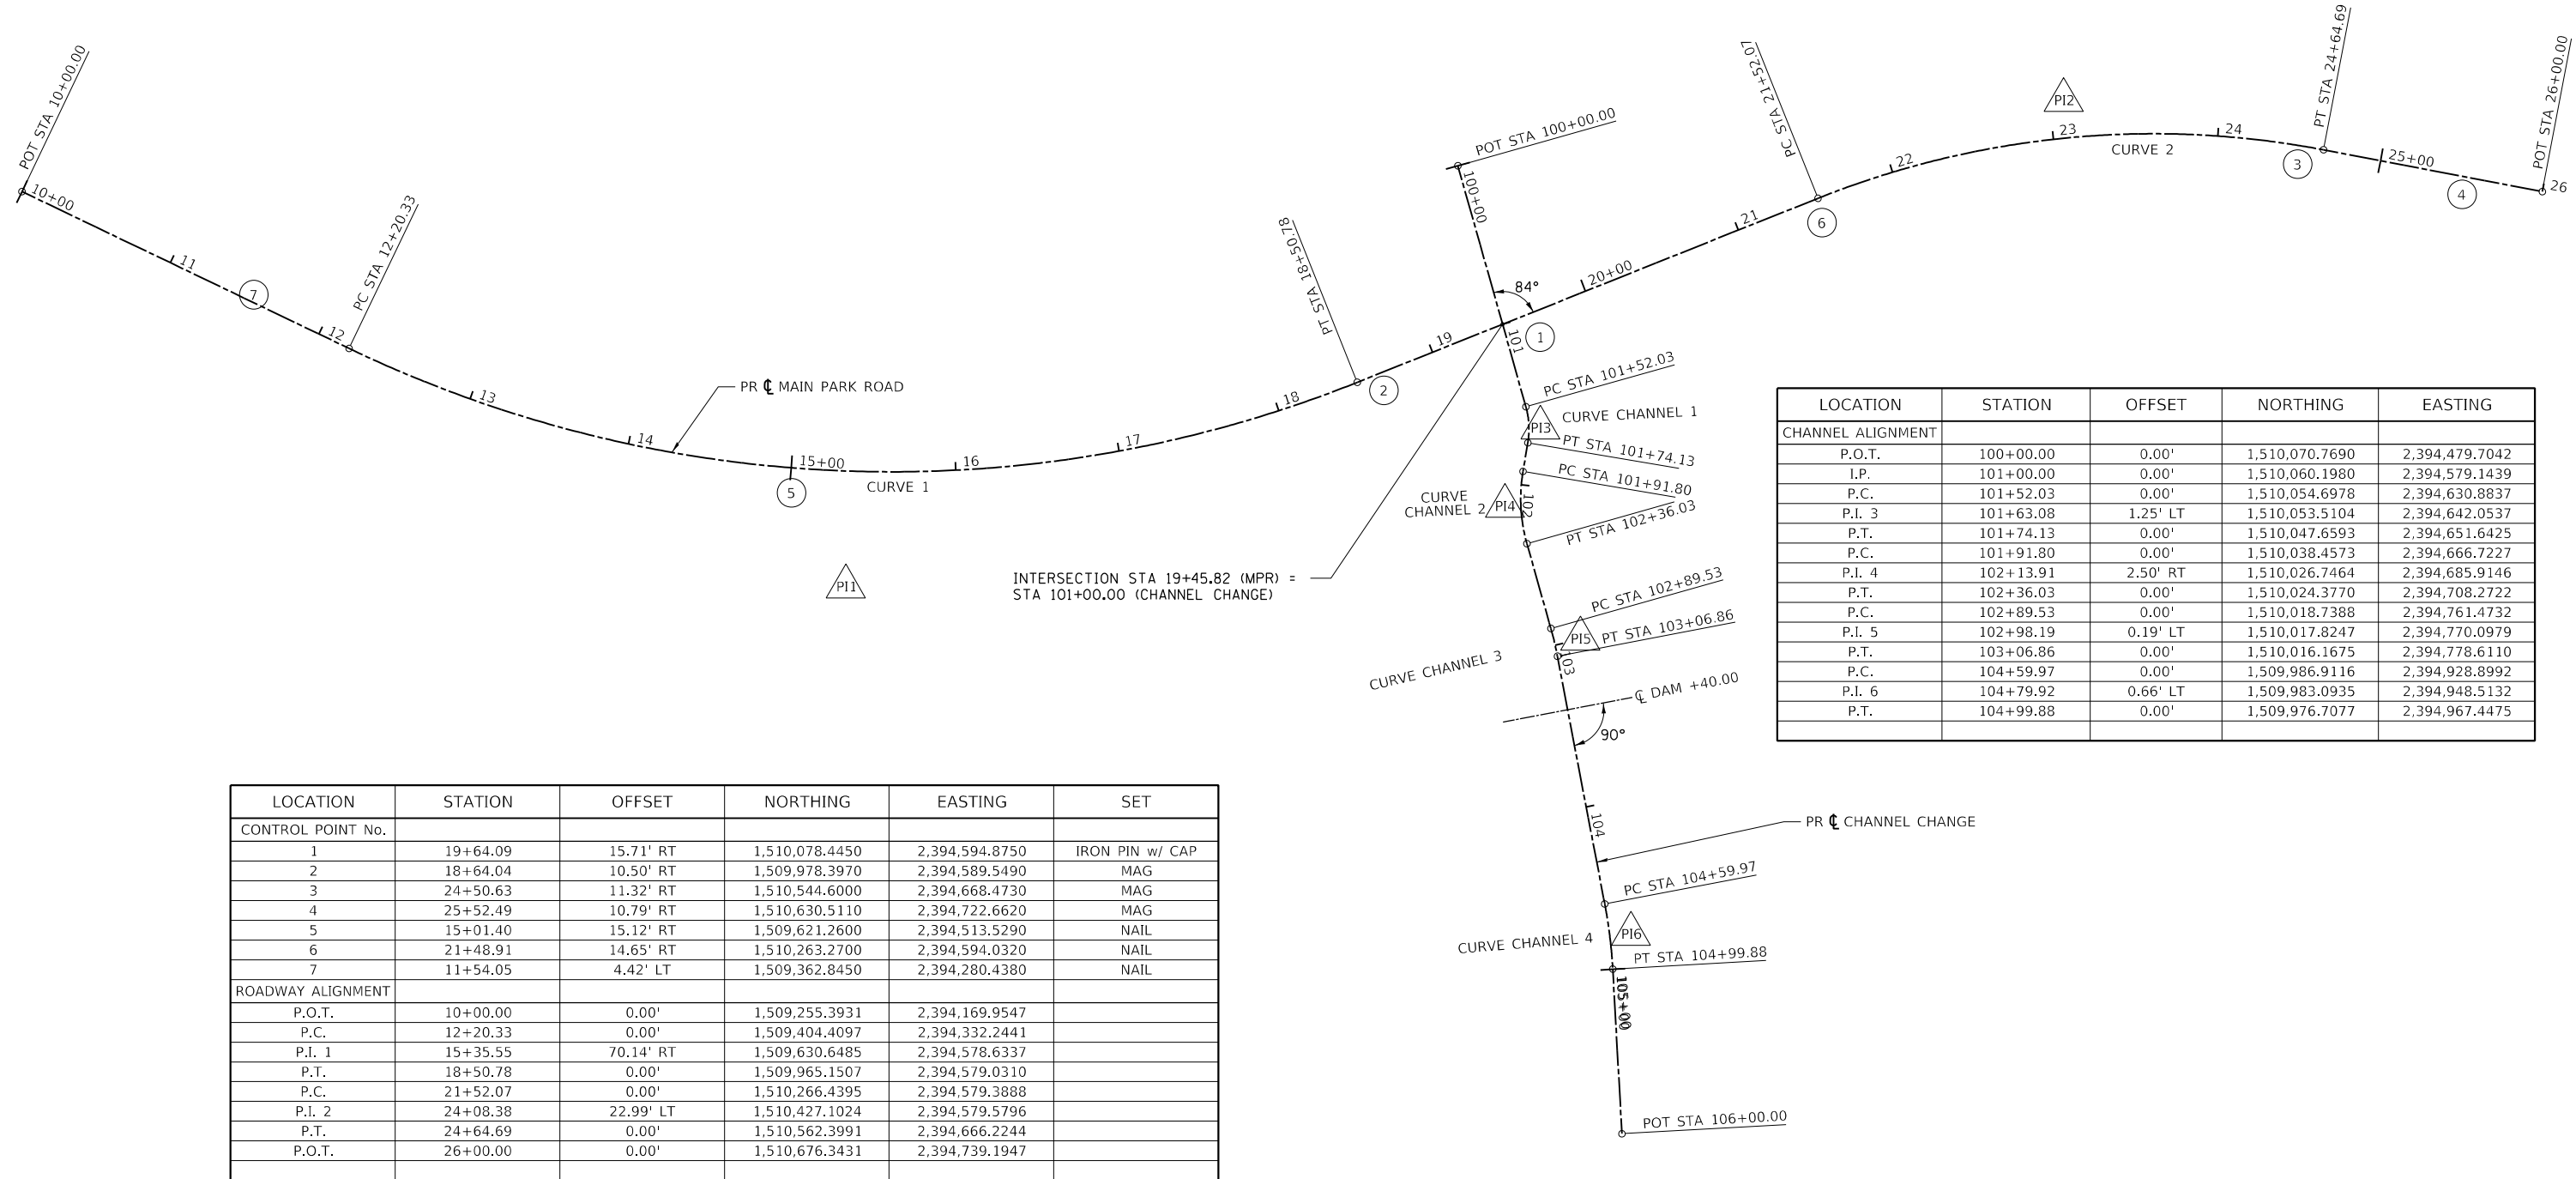 POT STA 10+00.00
10+00
11
7
12
PC STA 12+20.33
13
14
PR ℄ MAIN PARK ROAD
15+00
5
16
CURVE 1
17
18
PT STA 18+50.78
2
19
POT STA 100+00.00
100+00
84°
1
101
20+00
21
PC STA 21+52.07
6
22
PI2
23
CURVE 2
24
3
PT STA 24+64.69
25+00
4
POT STA 26+00.00
26
PI1
INTERSECTION STA 19+45.82 (MPR) =
STA 101+00.00 (CHANNEL CHANGE)
PC STA 101+52.03
PI3
CURVE CHANNEL 1
PT STA 101+74.13
PC STA 101+91.80
CURVE
CHANNEL 2
PI4
102
PT STA 102+36.03
PC STA 102+89.53
PI5
PT STA 103+06.86
103
CURVE CHANNEL 3
℄ DAM +40.00
90°
104
PR ℄ CHANNEL CHANGE
PC STA 104+59.97
CURVE CHANNEL 4
PI6
PT STA 104+99.88
105+00
POT STA 106+00.00
LOCATION STATION OFFSET NORTHING EASTING
CHANNEL ALIGNMENT
P.O.T. 100+00.00 0.00' 1,510,070.7690 2,394,479.7042
I.P. 101+00.00 0.00' 1,510,060.1980 2,394,579.1439
P.C. 101+52.03 0.00' 1,510,054.6978 2,394,630.8837
P.I. 3 101+63.08 1.25' LT 1,510,053.5104 2,394,642.0537
P.T. 101+74.13 0.00' 1,510,047.6593 2,394,651.6425
P.C. 101+91.80 0.00' 1,510,038.4573 2,394,666.7227
P.I. 4 102+13.91 2.50' RT 1,510,026.7464 2,394,685.9146
P.T. 102+36.03 0.00' 1,510,024.3770 2,394,708.2722
P.C. 102+89.53 0.00' 1,510,018.7388 2,394,761.4732
P.I. 5 102+98.19 0.19' LT 1,510,017.8247 2,394,770.0979
P.T. 103+06.86 0.00' 1,510,016.1675 2,394,778.6110
P.C. 104+59.97 0.00' 1,509,986.9116 2,394,928.8992
P.I. 6 104+79.92 0.66' LT 1,509,983.0935 2,394,948.5132
P.T. 104+99.88 0.00' 1,509,976.7077 2,394,967.4475
LOCATION STATION OFFSET NORTHING EASTING SET
CONTROL POINT No.
1 19+64.09 15.71' RT 1,510,078.4450 2,394,594.8750 IRON PIN w/ CAP
2 18+64.04 10.50' RT 1,509,978.3970 2,394,589.5490 MAG
3 24+50.63 11.32' RT 1,510,544.6000 2,394,668.4730 MAG
4 25+52.49 10.79' RT 1,510,630.5110 2,394,722.6620 MAG
5 15+01.40 15.12' RT 1,509,621.2600 2,394,513.5290 NAIL
6 21+48.91 14.65' RT 1,510,263.2700 2,394,594.0320 NAIL
7 11+54.05 4.42' LT 1,509,362.8450 2,394,280.4380 NAIL
ROADWAY ALIGNMENT
P.O.T. 10+00.00 0.00' 1,509,255.3931 2,394,169.9547
P.C. 12+20.33 0.00' 1,509,404.4097 2,394,332.2441
P.I. 1 15+35.55 70.14' RT 1,509,630.6485 2,394,578.6337
P.T. 18+50.78 0.00' 1,509,965.1507 2,394,579.0310
P.C. 21+52.07 0.00' 1,510,266.4395 2,394,579.3888
P.I. 2 24+08.38 22.99' LT 1,510,427.1024 2,394,579.5796
P.T. 24+64.69 0.00' 1,510,562.3991 2,394,666.2244
P.O.T. 26+00.00 0.00' 1,510,676.3431 2,394,739.1947